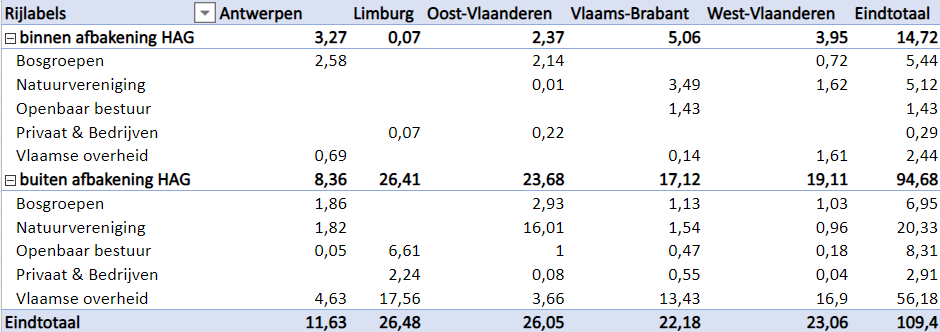 Rijlabels Antwerpen Limburg Oost-Vlaanderen Vlaams-Brabant West-Vlaanderen Eindtotaal
binnen afbakening HAG 3,27 0,07 2,37 5,06 3,95 14,72
Bosgroepen 2,58 2,14 0,72 5,44
Natuurvereniging 0,01 3,49 1,62 5,12
Openbaar bestuur 1,43 1,43
Privaat & Bedrijven 0,07 0,22 0,29
Vlaamse overheid 0,69 0,14 1,61 2,44
buiten afbakening HAG 8,36 26,41 23,68 17,12 19,11 94,68
Bosgroepen 1,86 2,93 1,13 1,03 6,95
Natuurvereniging 1,82 16,01 1,54 0,96 20,33
Openbaar bestuur 0,05 6,61 1 0,47 0,18 8,31
Privaat & Bedrijven 2,24 0,08 0,55 0,04 2,91
Vlaamse overheid 4,63 17,56 3,66 13,43 16,9 56,18
Eindtotaal 11,63 26,48 26,05 22,18 23,06 109,4